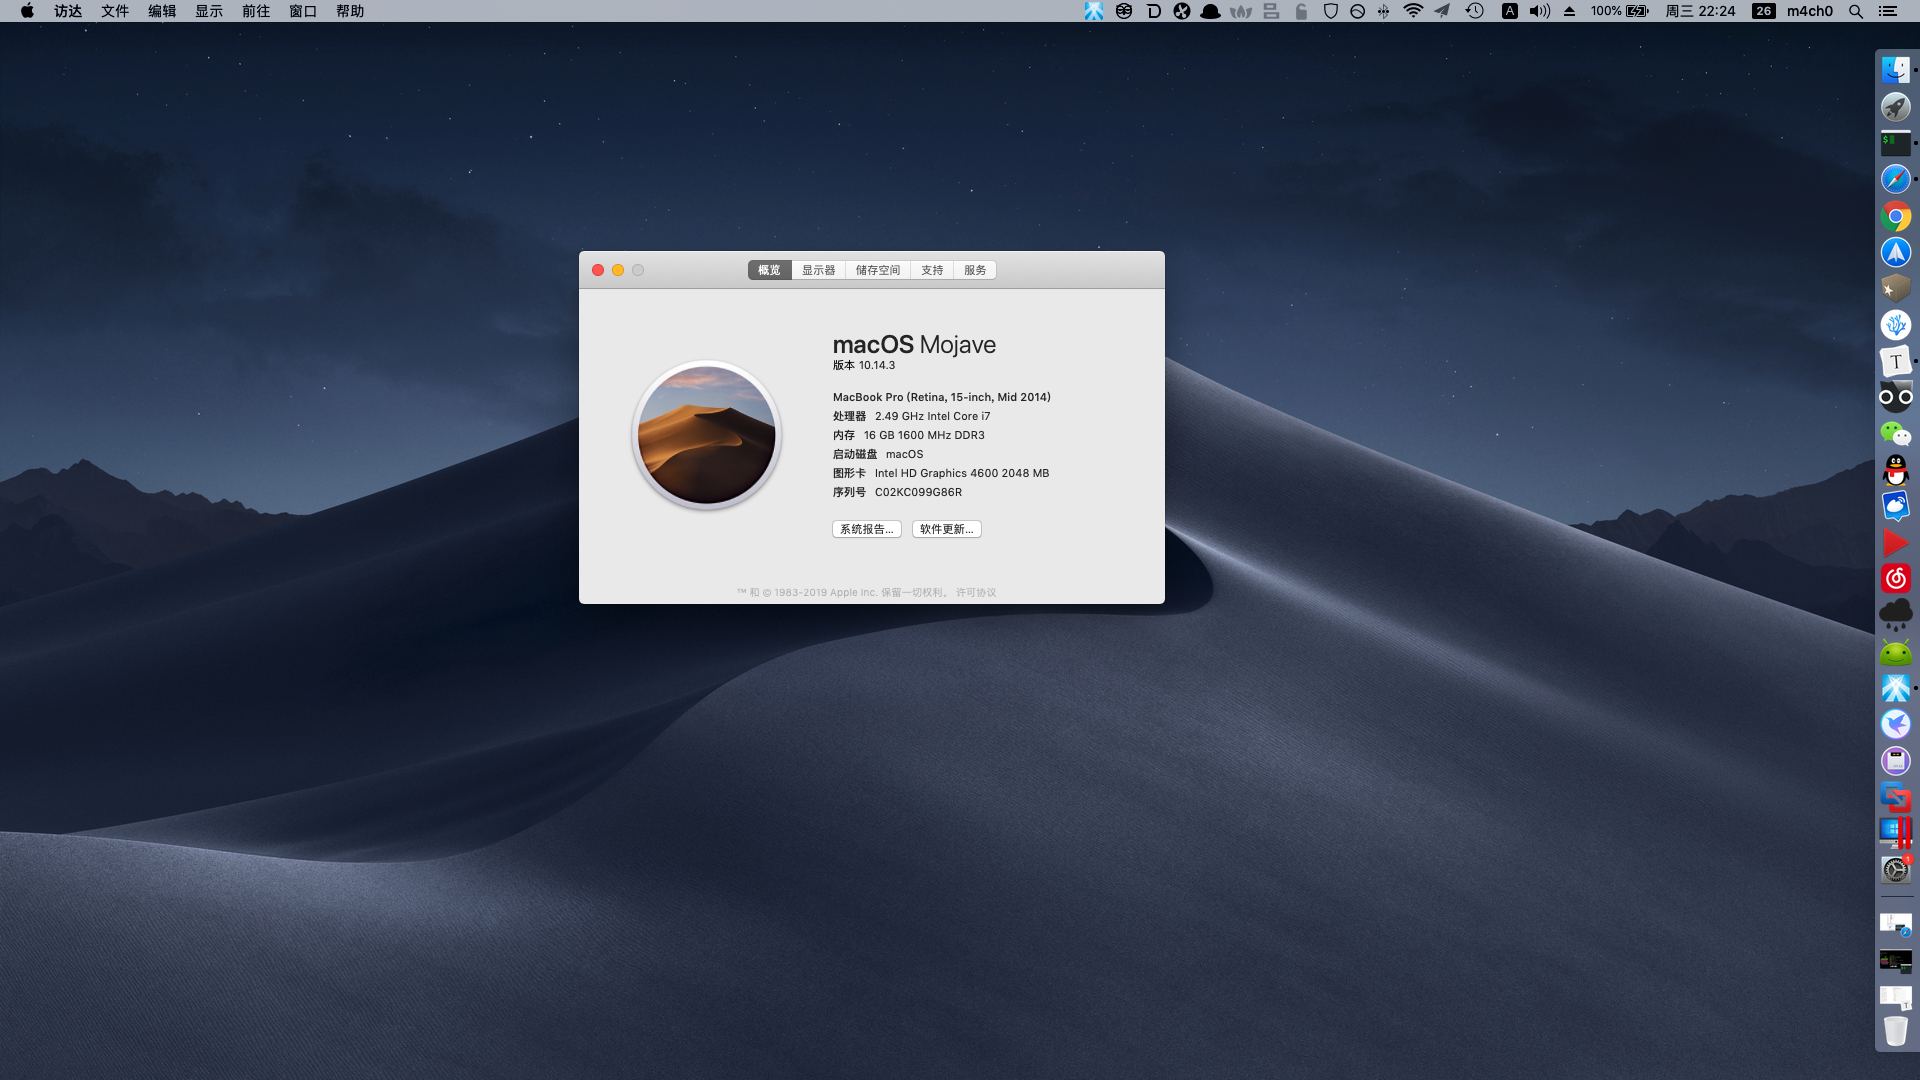 访达 文件 编辑 显示 前往 窗口 帮助 A 100% 周三 22:24 26 m4ch0
概览 显示器 储存空间 支持 服务
macOS Mojave
版本 10.14.3
MacBook Pro (Retina, 15-inch, Mid 2014)
处理器 2.49 GHz Intel Core i7
内存 16 GB 1600 MHz DDR3
启动磁盘 macOS
图形卡 Intel HD Graphics 4600 2048 MB
序列号 C02KC099G86R
系统报告... 软件更新...
™ 和 © 1983-2019 Apple Inc. 保留一切权利。 许可协议
$
T
1